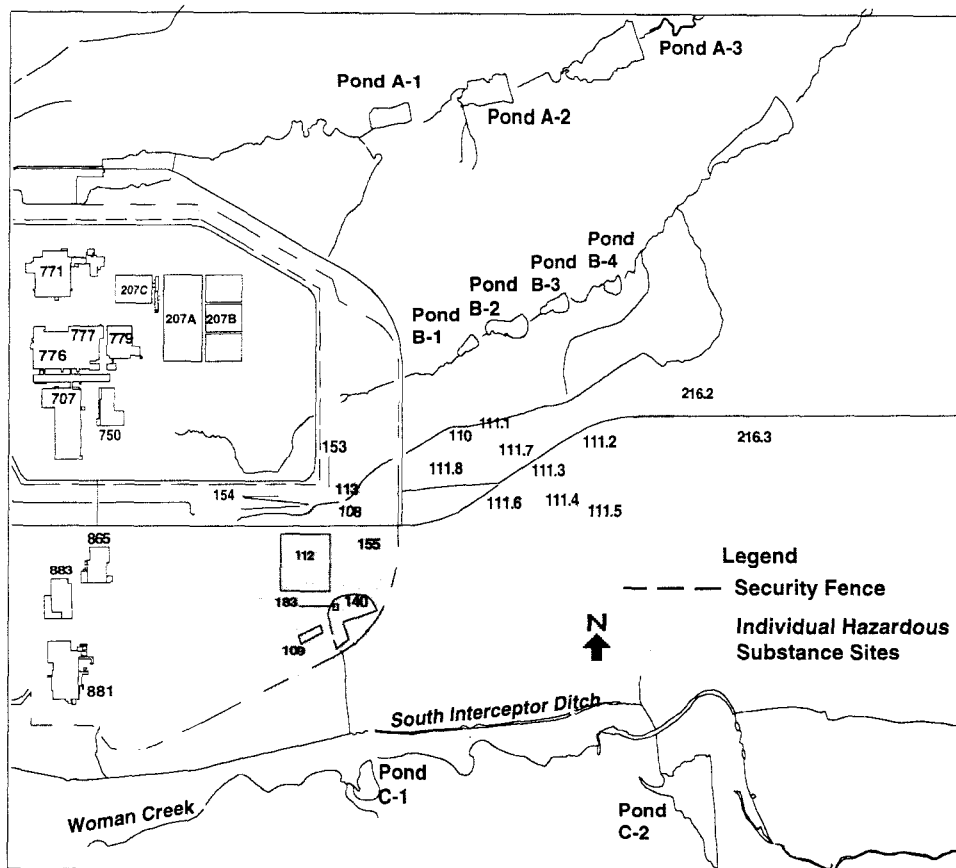 Pond A-3
Pond A-1
Pond A-2
771
207C
207A
207B
Pond
B-4
Pond
B-3
Pond
B-2
Pond
B-1
777
779
776
707
750
216.2
110
111.1
111.7
111.2
216.3
153
111.8
111.3
154
113
108
111.6
111.4
111.5
865
155
112
883
Legend
Security Fence
183
140
N
Individual Hazardous
Substance Sites
109
881
South Interceptor Ditch
Pond
C-1
Woman Creek
Pond
C-2